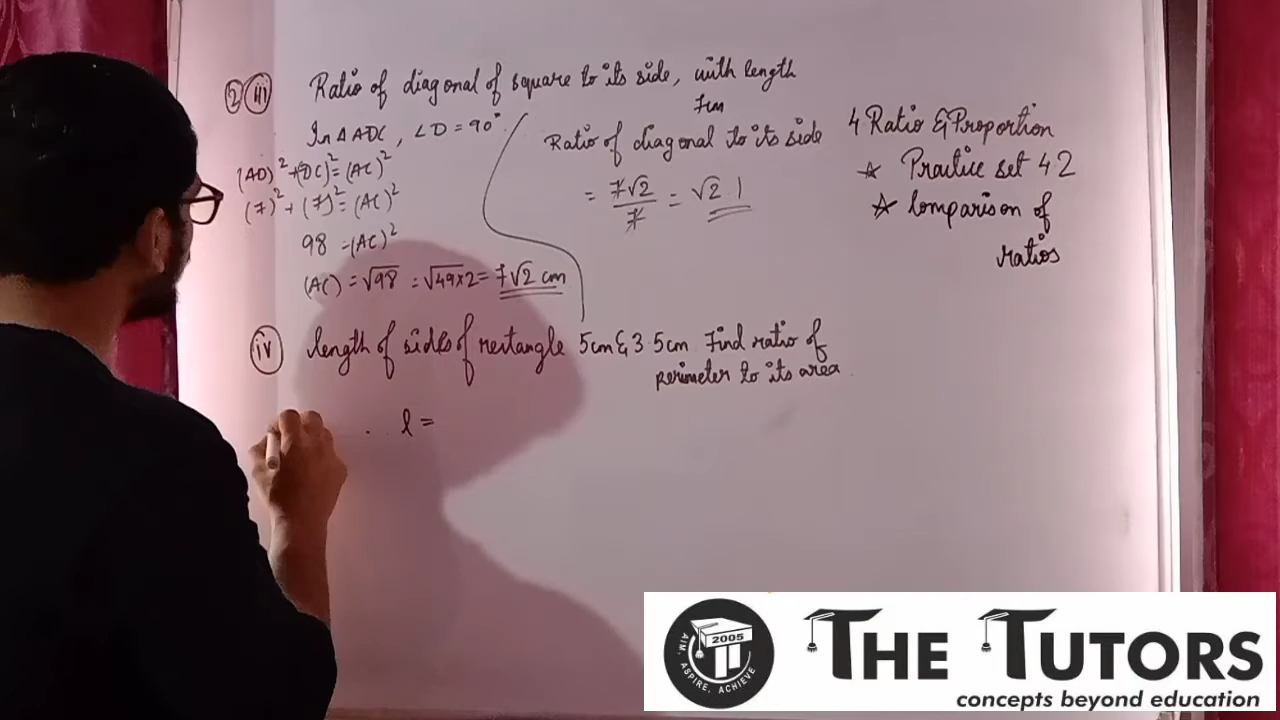 2 iii Ratio of diagonal of square to its side, with length
7cm
In Δ ADC, ∠D = 90°
(AD)² + (DC)² = (AC)²
(7)² + (7)² = (AC)²
98 = (AC)²
(AC) = √98 = √49×2 = 7√2 cm
Ratio of diagonal to its side
= 7√2 / 7 = √2 1
4 Ratio & Proportion
☆ Practice set 4 2
☆ Comparison of
ratios
iv length of sides of rectangle 5cm & 3 5cm Find ratio of
perimeter to its area
l =
2005
AIM, ASPIRE, ACHIEVE
THE TUTORS
concepts beyond education